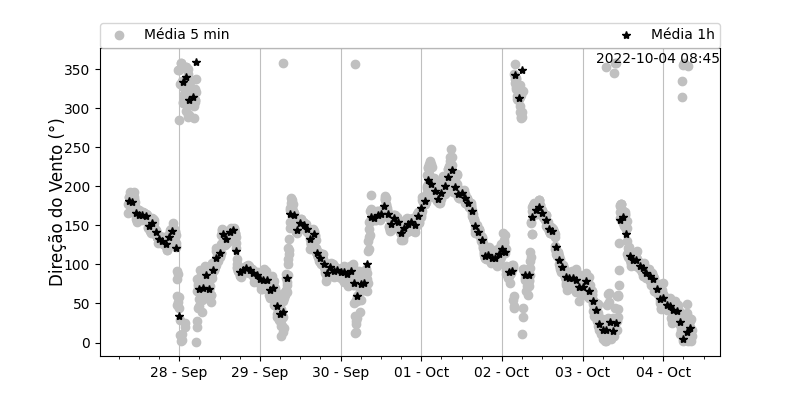 Média 5 min
Média 1h
2022-10-04 08:45
Direção do Vento (°)
350
300
250
200
150
100
50
0
28 - Sep
29 - Sep
30 - Sep
01 - Oct
02 - Oct
03 - Oct
04 - Oct